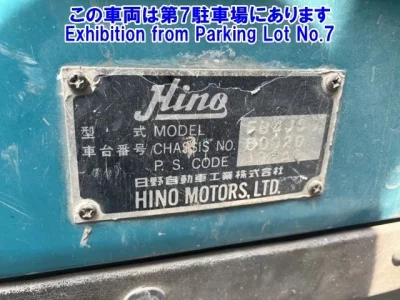 この車両は第7駐車場にあります
Exhibition from Parking Lot No.7
Hino
型 式 MODEL
車台番号/CHASSIS NO.
P. S. CODE
日野自動車工業株式会社
HINO MOTORS, LTD.